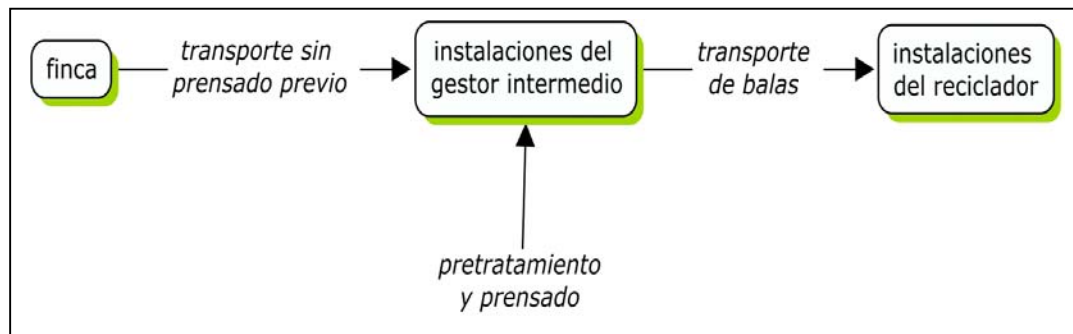 finca
transporte sin
prensado previo
instalaciones del
gestor intermedio
transporte
de balas
instalaciones
del reciclador
pretratamiento
y prensado